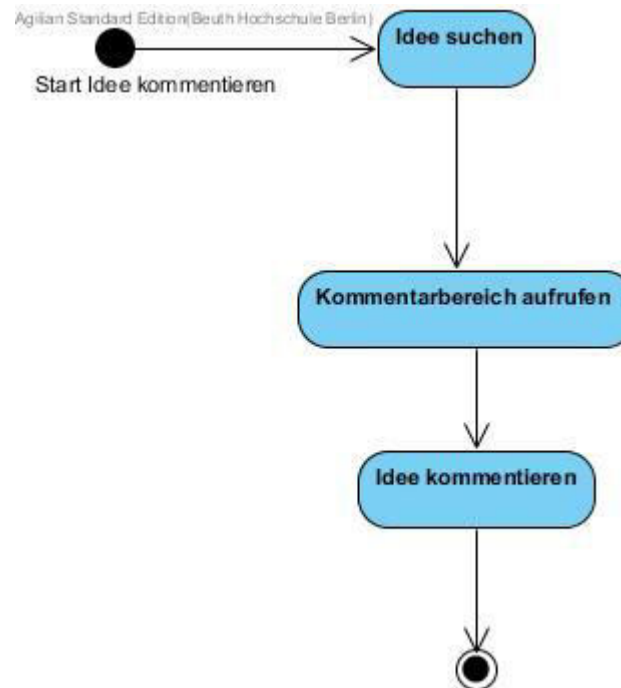 Agilian Standard Edition(Beuth Hochschule Berlin)
Idee suchen
Start Idee kommentieren
Kommentarbereich aufrufen
Idee kommentieren